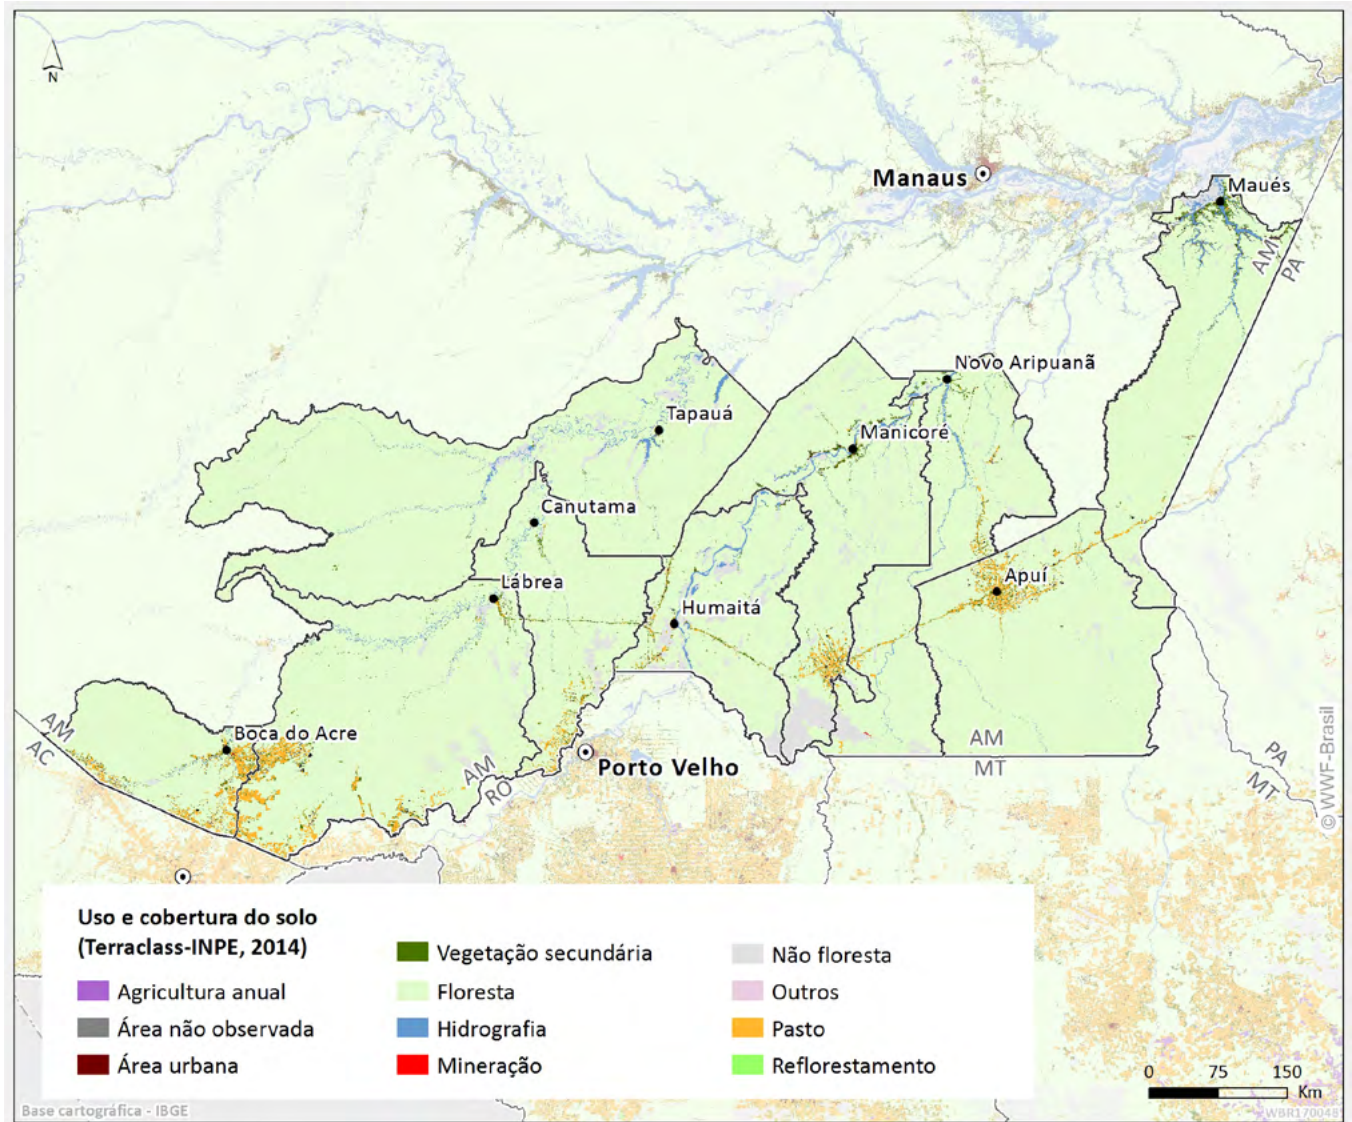 N
Manaus
Maués
AM
PA
Novo Aripuanã
Tapauá
Manicoré
Canutama
Lábrea
Apuí
Humaitá
AM
AC
Boca do Acre
AM
RO
Porto Velho
AM
MT
PA
MT
© WWF-Brasil
Uso e cobertura do solo
(Terraclass-INPE, 2014)
Agricultura anual
Área não observada
Área urbana
Vegetação secundária
Floresta
Hidrografia
Mineração
Não floresta
Outros
Pasto
Reflorestamento
0 75 150
Km
Base cartográfica - IBGE
WBR170048